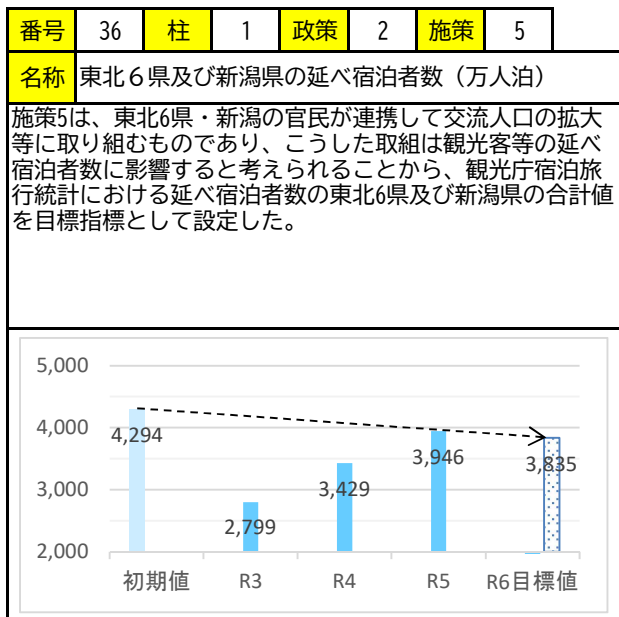 番号 36 柱 1 政策 2 施策 5
名称 東北６県及び新潟県の延べ宿泊者数（万人泊）
施策5は、東北6県・新潟の官民が連携して交流人口の拡大
等に取り組むものであり、こうした取組は観光客等の延べ
宿泊者数に影響すると考えられることから、観光庁宿泊旅
行統計における延べ宿泊者数の東北6県及び新潟県の合計値
を目標指標として設定した。
5,000
4,000
3,000
2,000
4,294
2,799
3,429
3,946
3,835
初期値 R3 R4 R5 R6目標値